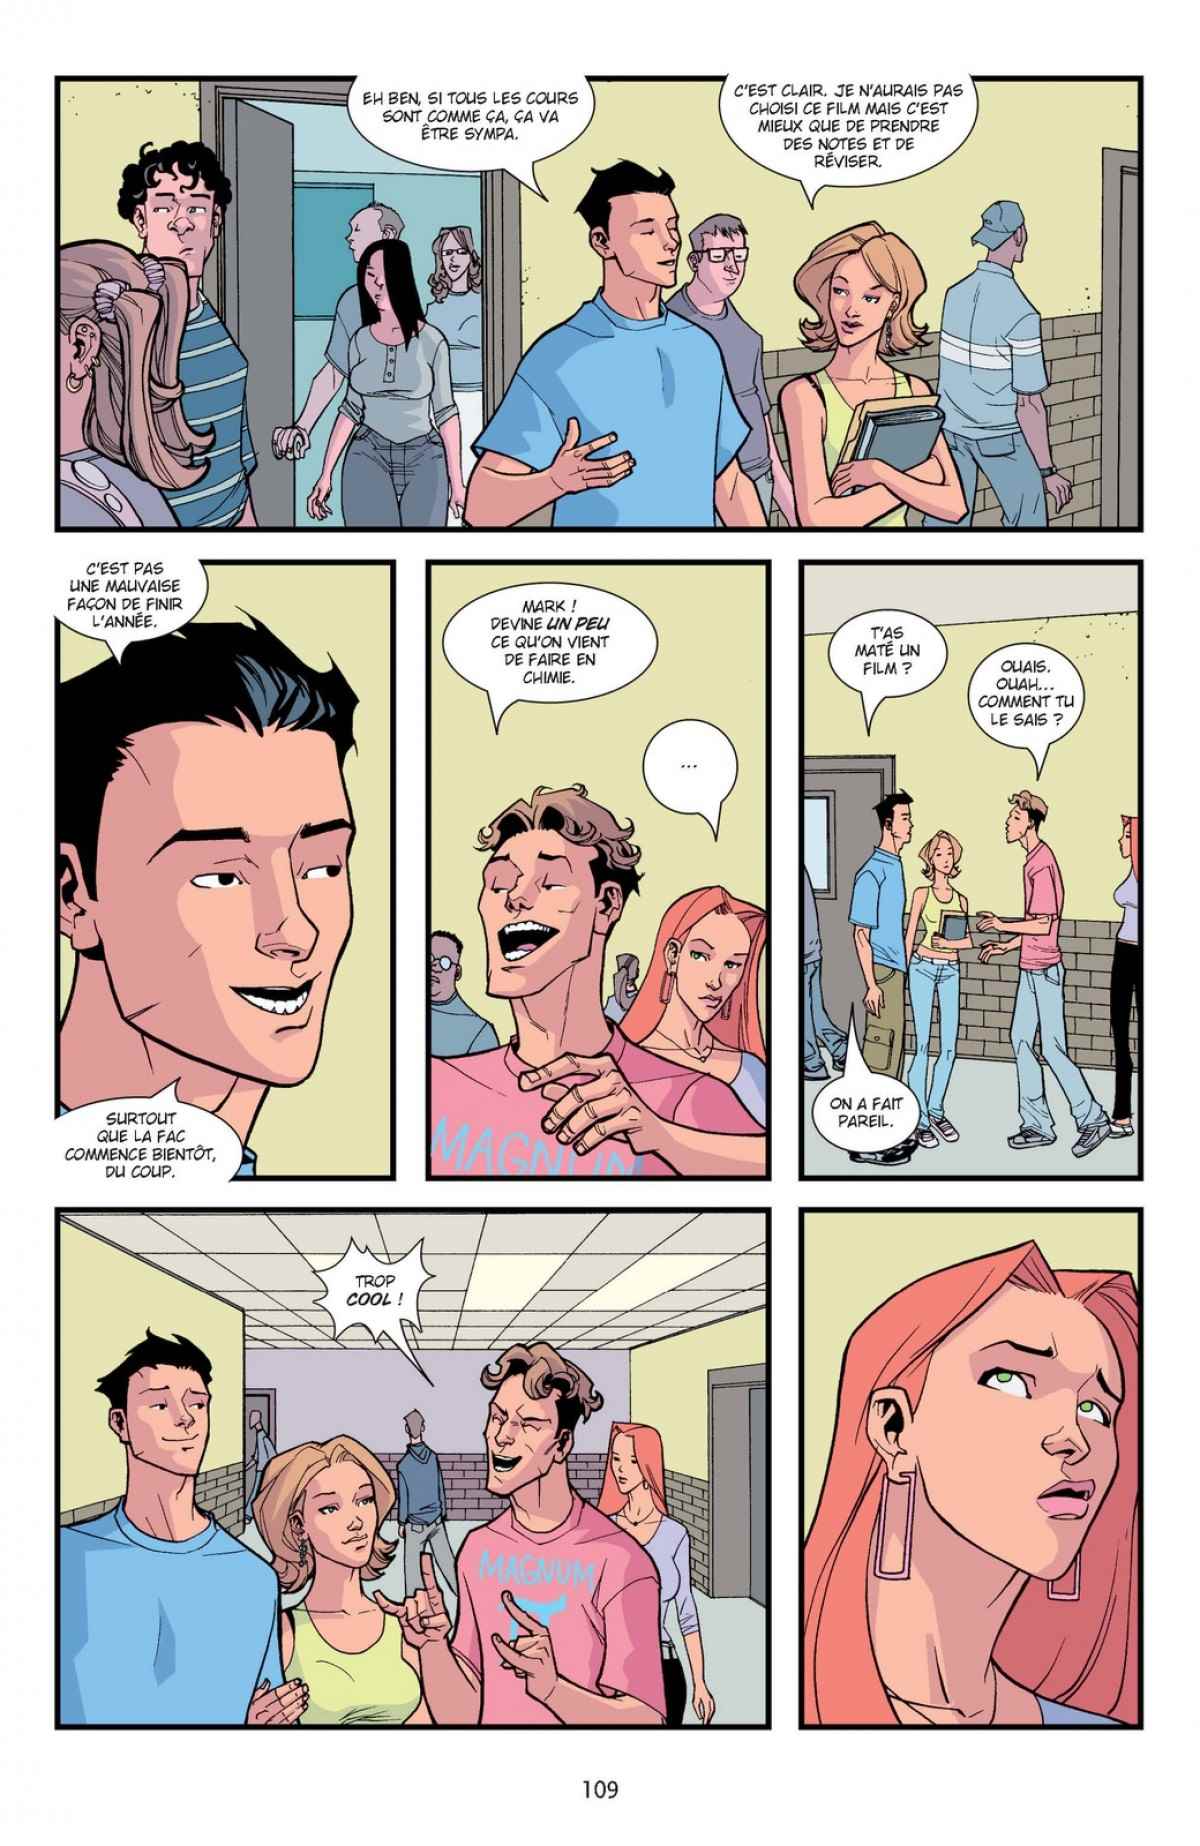 EH BEN, SI TOUS LES COURS
SONT COMME ÇA, ÇA VA
ÊTRE SYMPA.
C'EST CLAIR. JE N'AURAIS PAS
CHOISI CE FILM MAIS C'EST
MIEUX QUE DE PRENDRE
DES NOTES ET DE
RÉVISER.
C'EST PAS
UNE MAUVAISE
FAÇON DE FINIR
L'ANNÉE.
SURTOUT
QUE LA FAC
COMMENCE BIENTÔT,
DU COUP.
MARK !
DEVINE UN PEU
CE QU'ON VIENT
DE FAIRE EN
CHIMIE.
...
MAGNUM
T'AS
MATÉ UN
FILM ?
OUAIS.
OUAH...
COMMENT TU
LE SAIS ?
ON A FAIT
PAREIL.
TROP
COOL !
MAGNUM
109